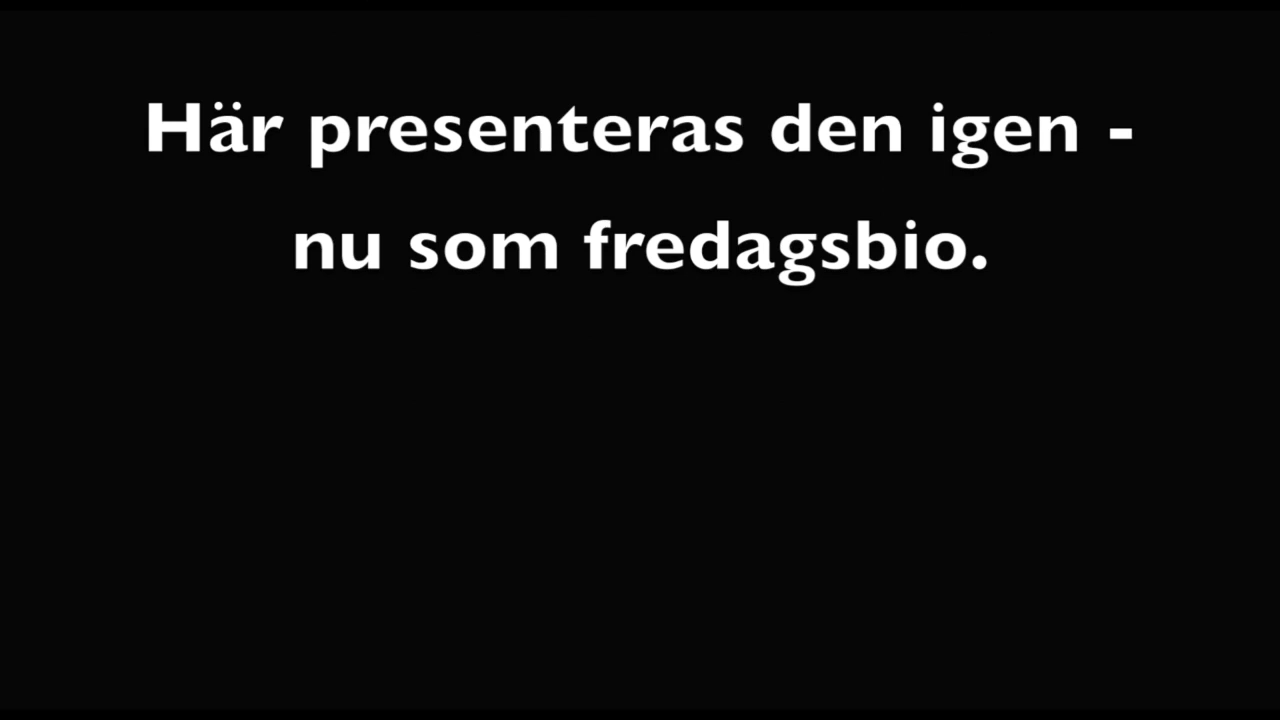 Här presenteras den igen -
nu som fredagsbio.